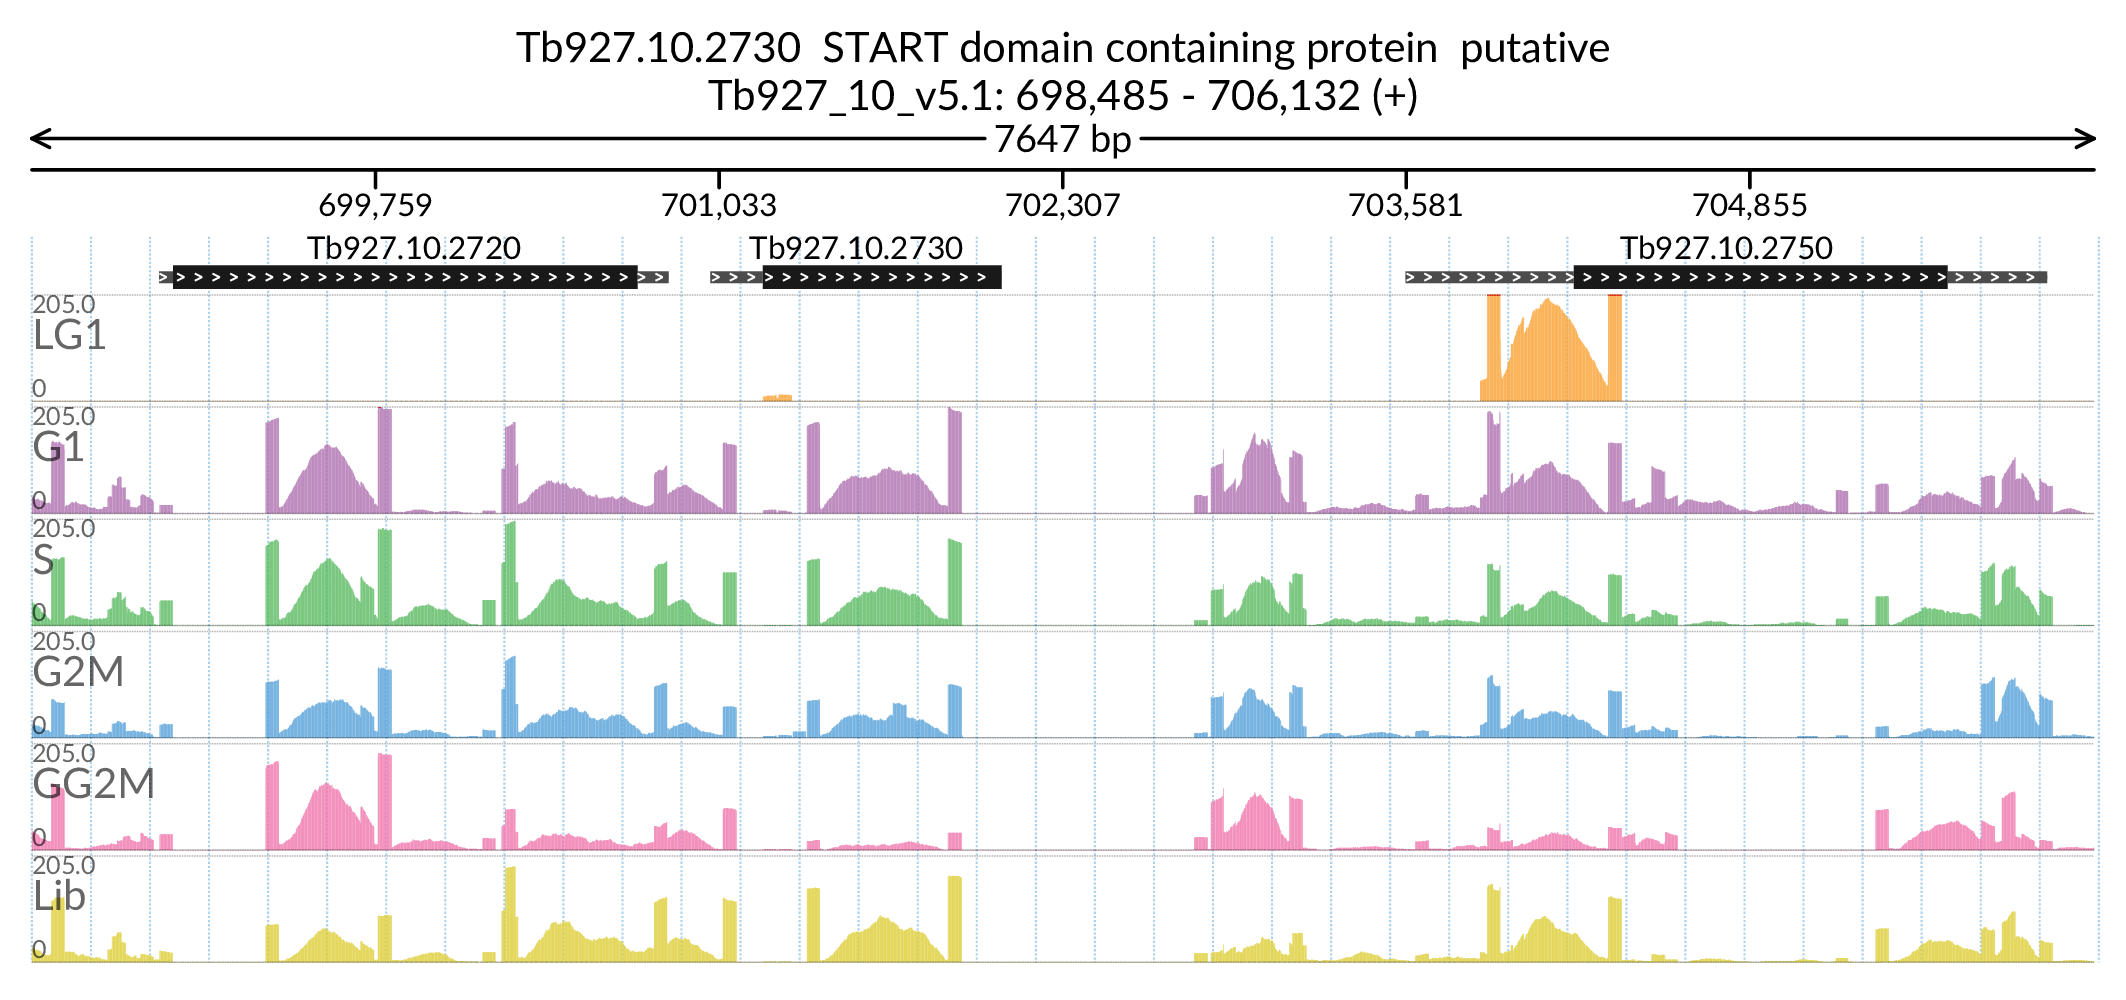 Tb927.10.2730 START domain containing protein putative
Tb927_10_v5.1: 698,485 - 706,132 (+)
7647 bp
699,759 701,033 702,307 703,581 704,855
Tb927.10.2720 Tb927.10.2730 Tb927.10.2750
205.0
LG1
0
205.0
G1
0
205.0
S
0
205.0
G2M
0
205.0
GG2M
0
205.0
Lib
0